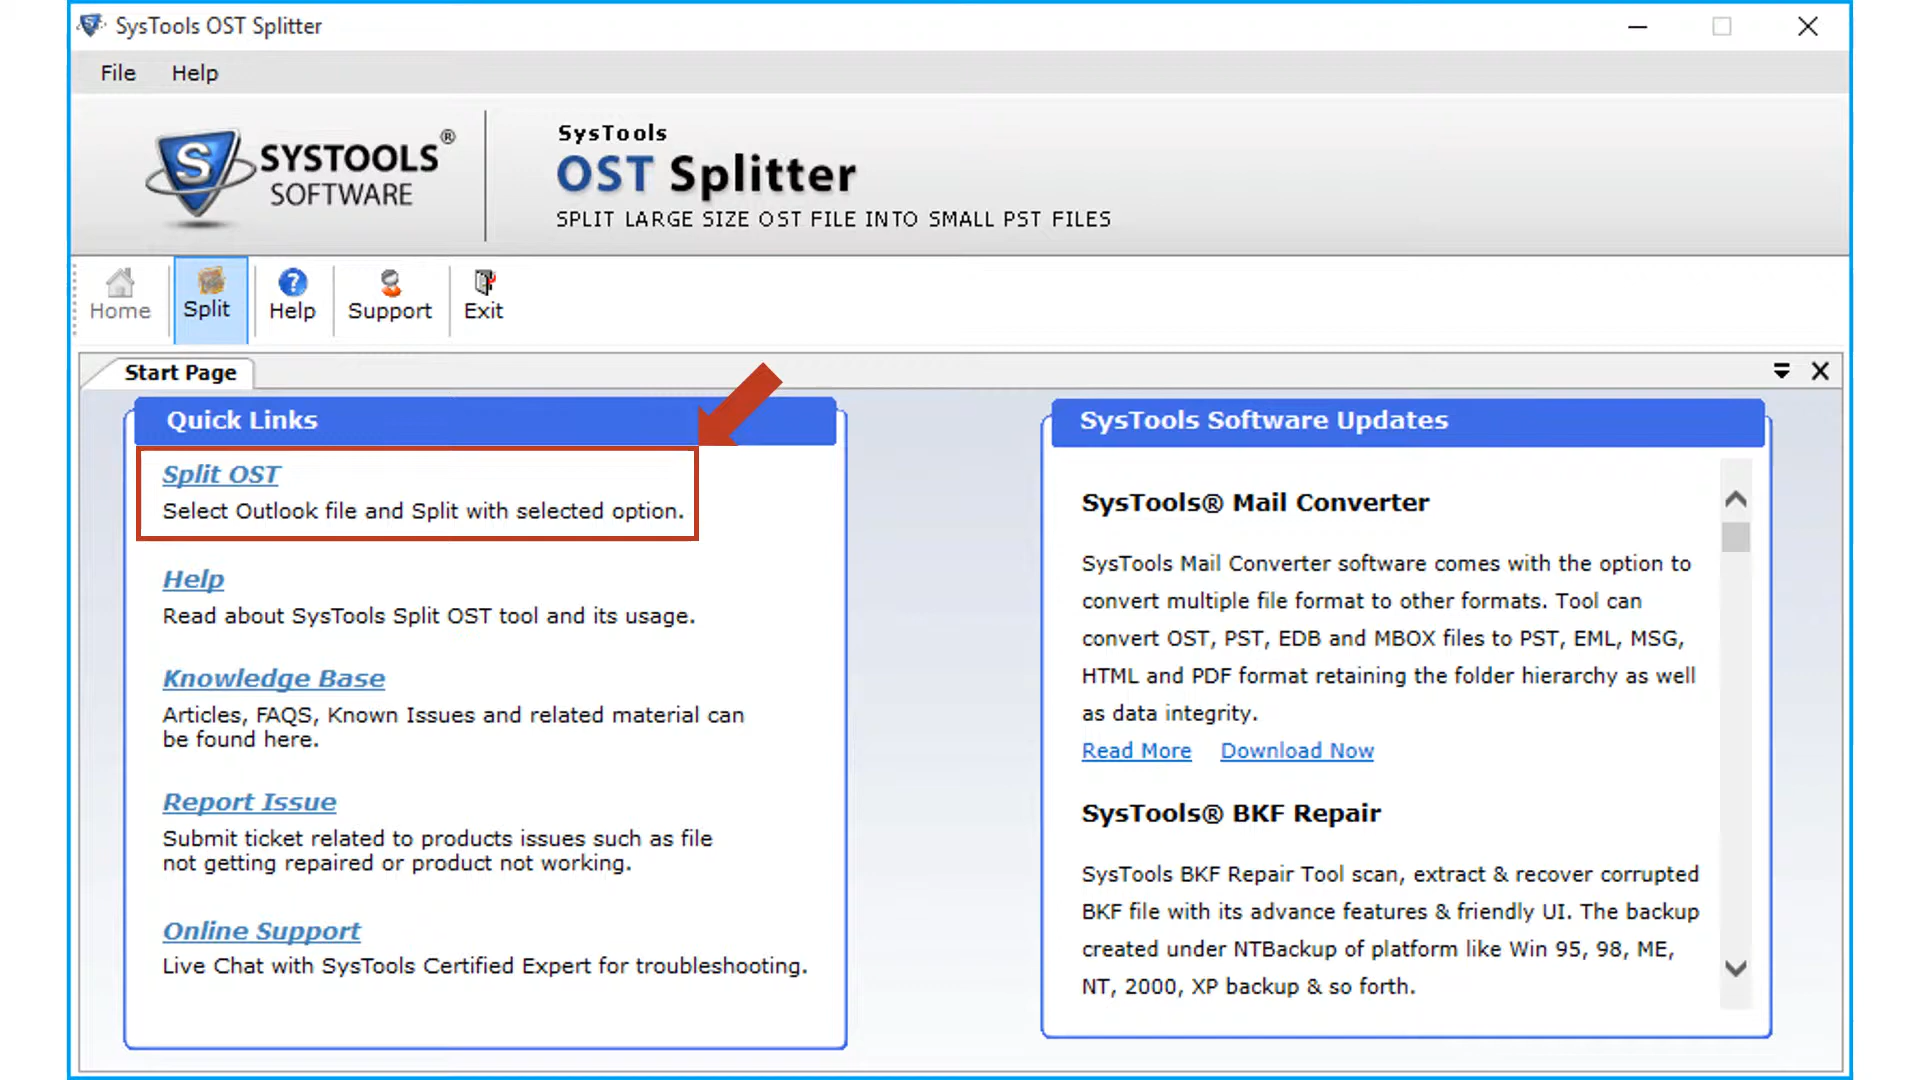 SysTools OST Splitter
File Help
SYSTOOLS®
SOFTWARE
SysTools
OST Splitter
SPLIT LARGE SIZE OST FILE INTO SMALL PST FILES
Home Split Help Support Exit
Start Page
Quick Links
Split OST
Select Outlook file and Split with selected option.
Help
Read about SysTools Split OST tool and its usage.
Knowledge Base
Articles, FAQS, Known Issues and related material can
be found here.
Report Issue
Submit ticket related to products issues such as file
not getting repaired or product not working.
Online Support
Live Chat with SysTools Certified Expert for troubleshooting.
SysTools Software Updates
SysTools® Mail Converter
SysTools Mail Converter software comes with the option to
convert multiple file format to other formats. Tool can
convert OST, PST, EDB and MBOX files to PST, EML, MSG,
HTML and PDF format retaining the folder hierarchy as well
as data integrity.
Read More Download Now
SysTools® BKF Repair
SysTools BKF Repair Tool scan, extract & recover corrupted
BKF file with its advance features & friendly UI. The backup
created under NTBackup of platform like Win 95, 98, ME,
NT, 2000, XP backup & so forth.